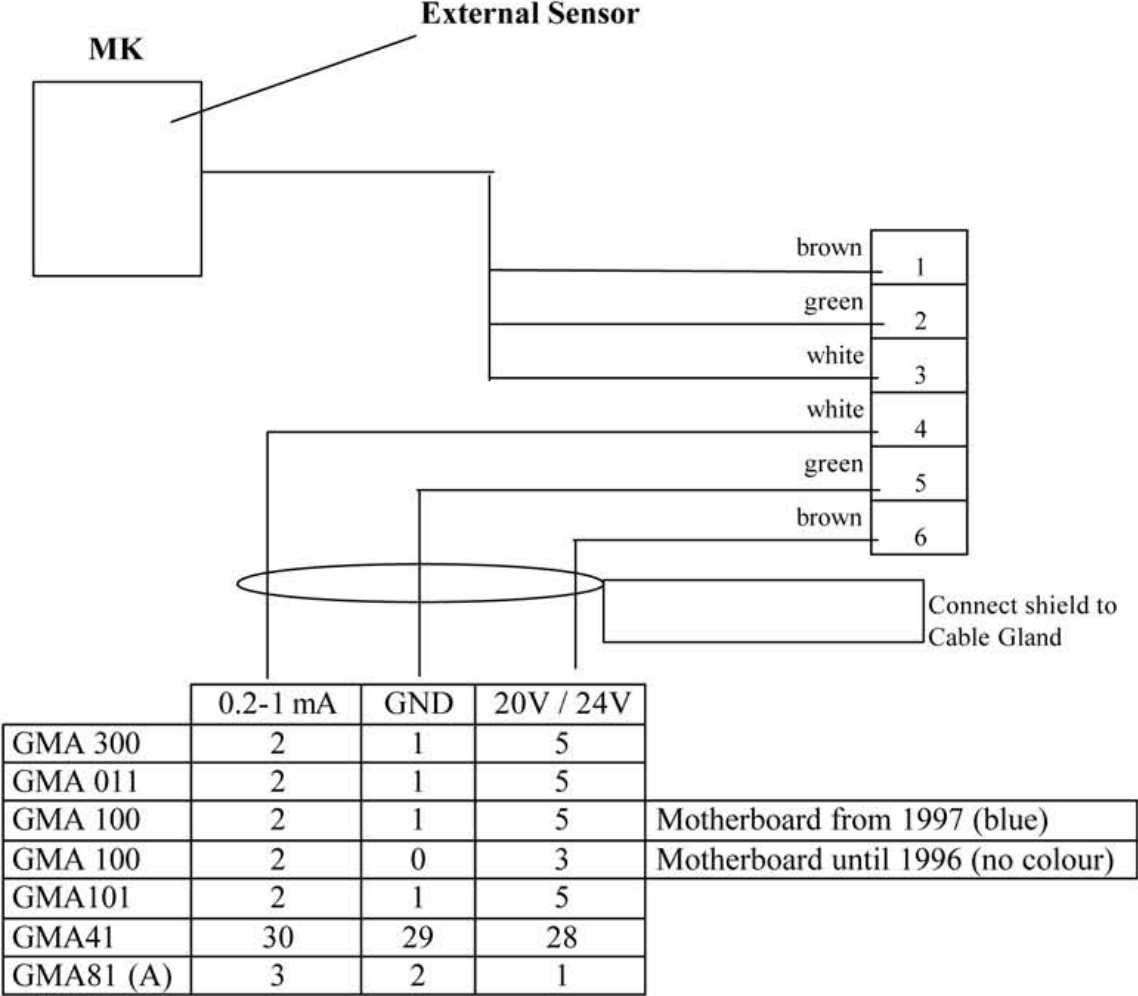 External Sensor
MK
brown 1
green 2
white 3
white 4
green 5
brown 6
Connect shield to
Cable Gland
0.2-1 mA GND 20V / 24V
GMA 300 2 1 5
GMA 011 2 1 5
GMA 100 2 1 5 Motherboard from 1997 (blue)
GMA 100 2 0 3 Motherboard until 1996 (no colour)
GMA101 2 1 5
GMA41 30 29 28
GMA81 (A) 3 2 1